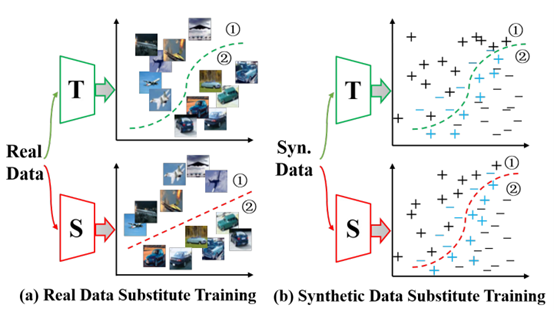 T
①
②
Real
Data
S
①
②
(a) Real Data Substitute Training
T
①
②
Syn.
Data
S
①
②
(b) Synthetic Data Substitute Training